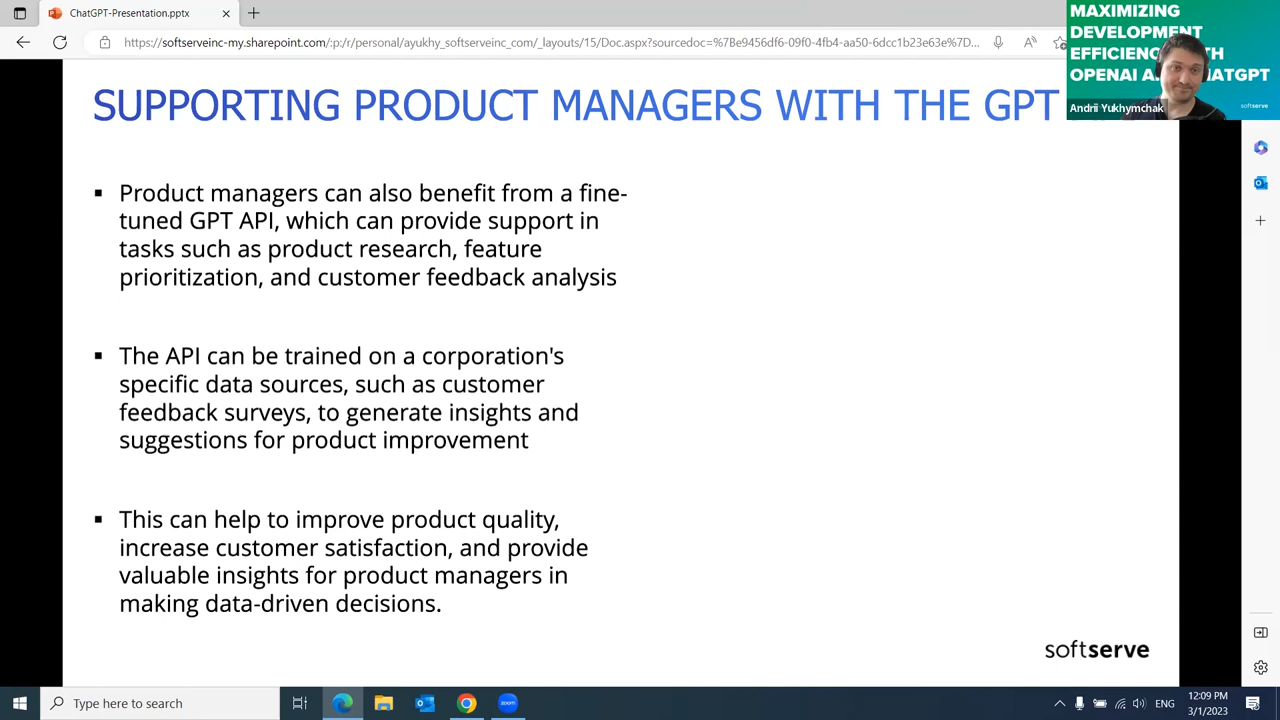 ChatGPT-Presentation.pptx
https://softserveinc-my.sharepoint.com/:p:/r/personal/ayukhy_softserveinc_com/_layouts/15/Doc.aspx?sourcedoc=%7Be9456df6-09f0-4fb4-aa50-6dcc1b23e63e%7D...
MAXIMIZING
DEVELOPMENT
OPENAI
Andrii Yukhymchak
softserve
SUPPORTING PRODUCT MANAGERS WITH THE GPT
▪ Product managers can also benefit from a fine-
tuned GPT API, which can provide support in
tasks such as product research, feature
prioritization, and customer feedback analysis
▪ The API can be trained on a corporation's
specific data sources, such as customer
feedback surveys, to generate insights and
suggestions for product improvement
▪ This can help to improve product quality,
increase customer satisfaction, and provide
valuable insights for product managers in
making data-driven decisions.
softserve
Type here to search
zoom
ENG
12:09 PM
3/1/2023